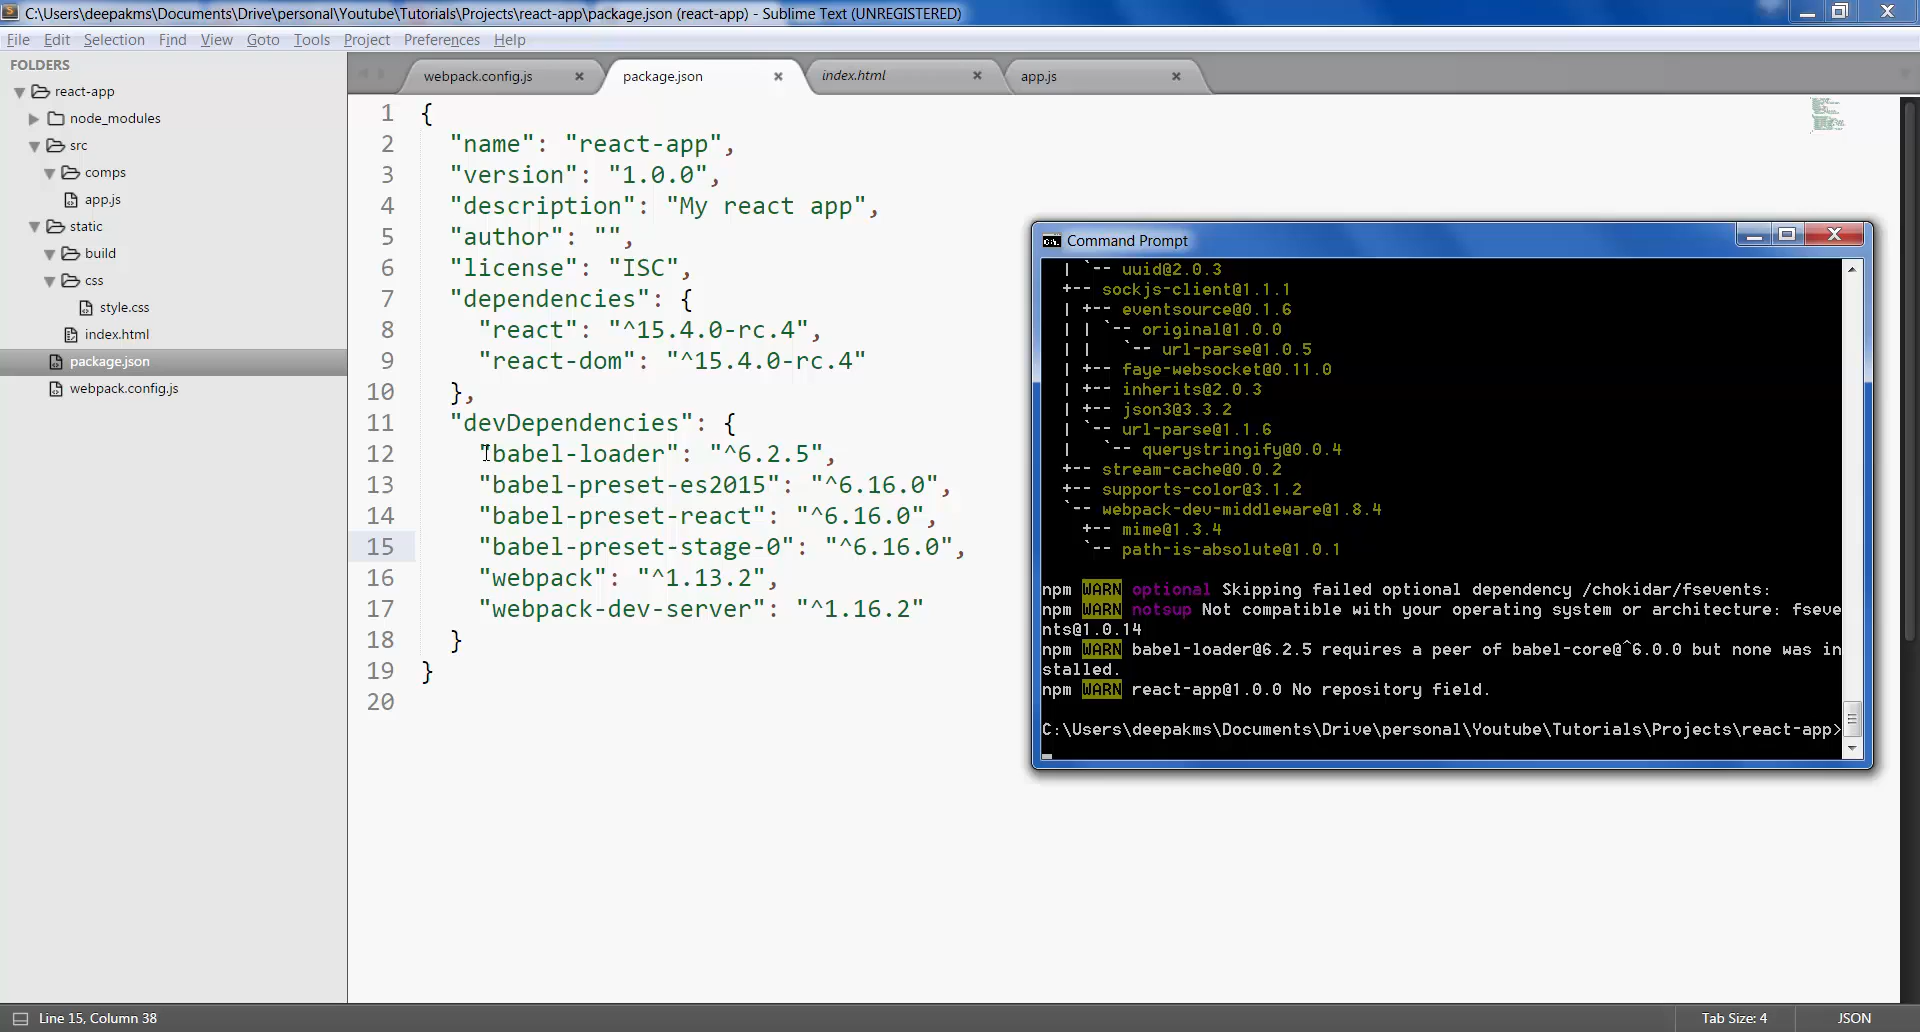 C:\Users\deepakms\Documents\Drive\personal\Youtube\Tutorials\Projects\react-app\package.json (react-app) - Sublime Text (UNREGISTERED)
File Edit Selection Find View Goto Tools Project Preferences Help
FOLDERS
react-app
node_modules
src
comps
app.js
static
build
css
style.css
index.html
package.json
webpack.config.js
webpack.config.js package.json index.html app.js
1 {
2 "name": "react-app",
3 "version": "1.0.0",
4 "description": "My react app",
5 "author": "",
6 "license": "ISC",
7 "dependencies": {
8 "react": "^15.4.0-rc.4",
9 "react-dom": "^15.4.0-rc.4"
10 },
11 "devDependencies": {
12 "babel-loader": "^6.2.5",
13 "babel-preset-es2015": "^6.16.0",
14 "babel-preset-react": "^6.16.0",
15 "babel-preset-stage-0": "^6.16.0",
16 "webpack": "^1.13.2",
17 "webpack-dev-server": "^1.16.2"
18 }
19 }
20
Command Prompt
| `-- uuid@2.0.3
+-- sockjs-client@1.1.1
| +-- eventsource@0.1.6
| | `-- original@1.0.0
| |   `-- url-parse@1.0.5
| +-- faye-websocket@0.11.0
| +-- inherits@2.0.3
| +-- json3@3.3.2
| `-- url-parse@1.1.6
|   `-- querystringify@0.0.4
+-- stream-cache@0.0.2
+-- supports-color@3.1.2
`-- webpack-dev-middleware@1.8.4
  +-- mime@1.3.4
  `-- path-is-absolute@1.0.1
npm WARN optional Skipping failed optional dependency /chokidar/fsevents:
npm WARN notsup Not compatible with your operating system or architecture: fseve
nts@1.0.14
npm WARN babel-loader@6.2.5 requires a peer of babel-core@^6.0.0 but none was in
stalled.
npm WARN react-app@1.0.0 No repository field.
C:\Users\deepakms\Documents\Drive\personal\Youtube\Tutorials\Projects\react-app>
Line 15, Column 38
Tab Size: 4
JSON